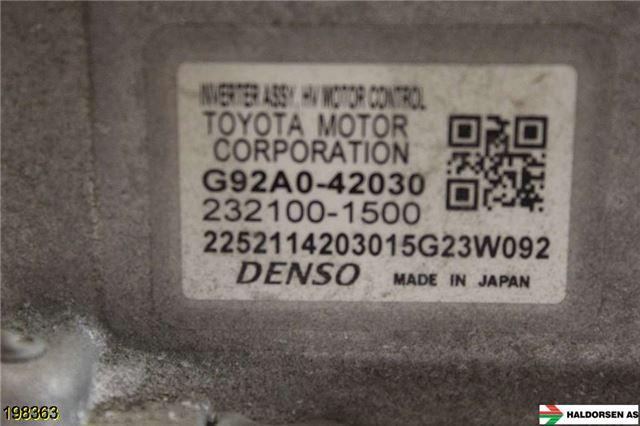 INVERTER ASSY, HV MOTOR CONTROL
TOYOTA MOTOR
CORPORATION
G92A0-42030
232100-1500
2252114203015G23W092
DENSO MADE IN JAPAN
198363
HALDORSEN AS